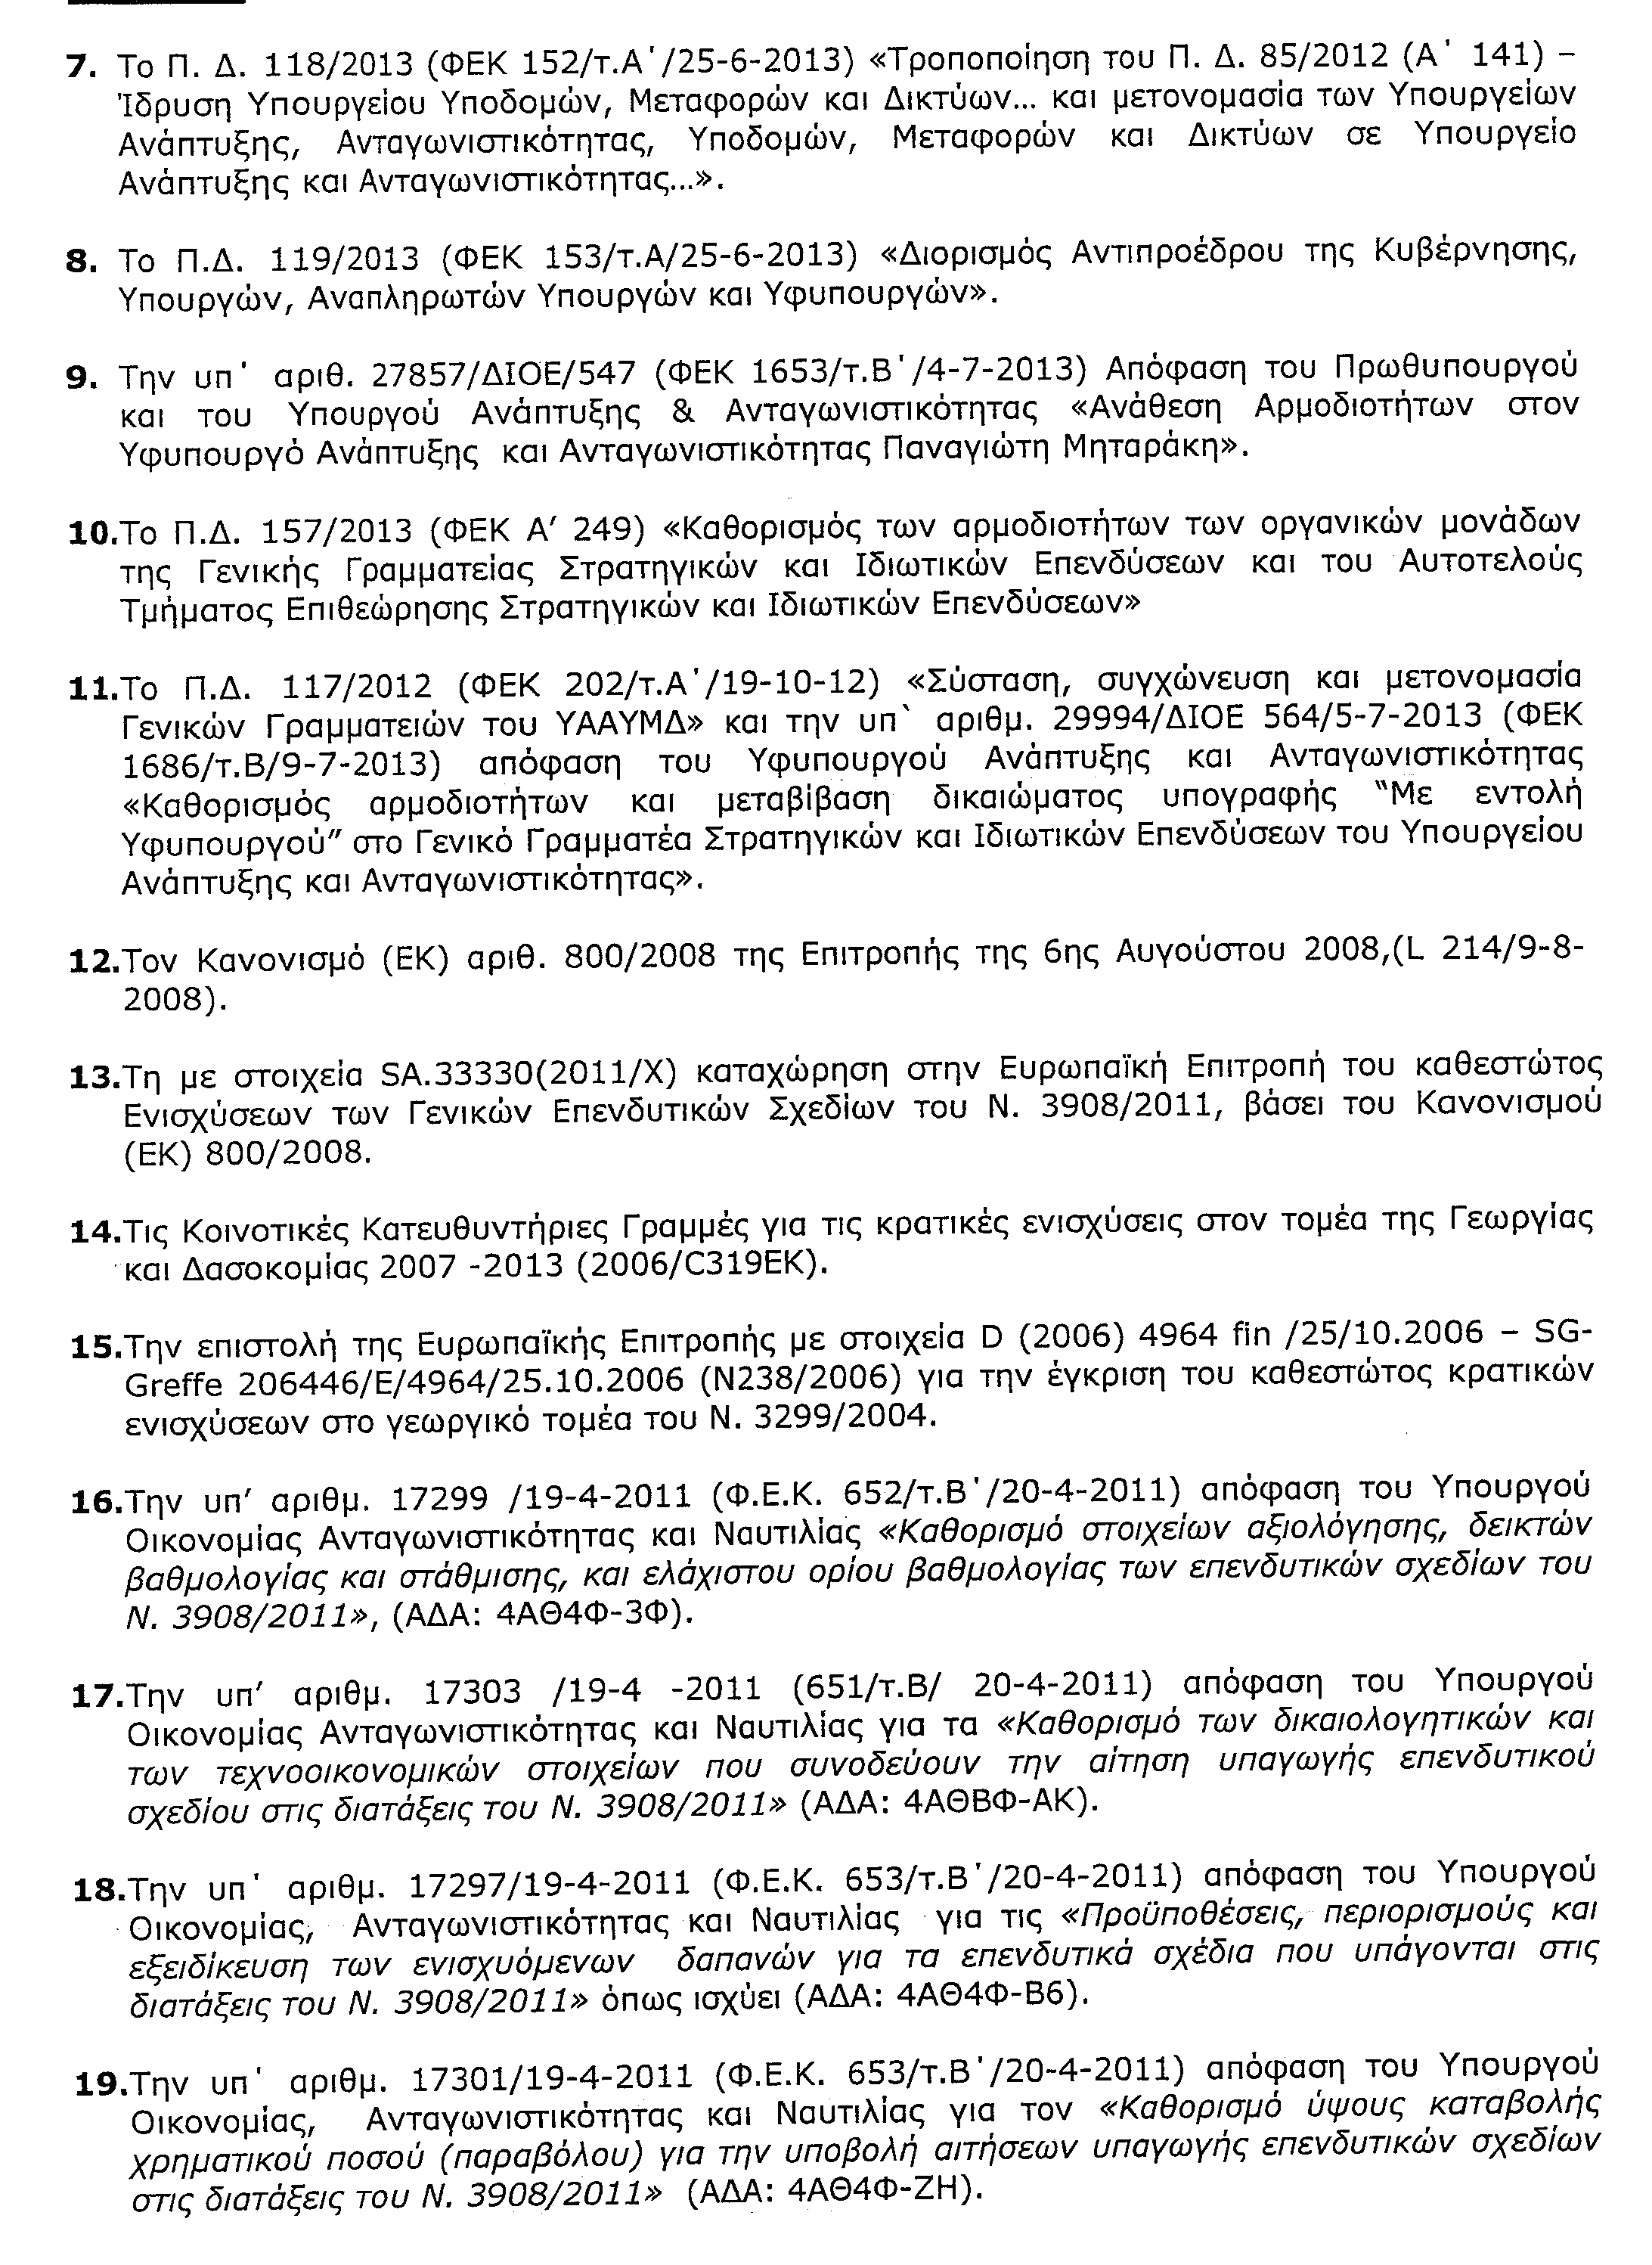 7. Το Π. Δ. 118/2013 (ΦΕΚ 152/τ.Α΄/25-6-2013) «Τροποποίηση του Π. Δ. 85/2012 (Α΄ 141) –
Ίδρυση Υπουργείου Υποδομών, Μεταφορών και Δικτύων... και μετονομασία των Υπουργείων
Ανάπτυξης, Ανταγωνιστικότητας, Υποδομών, Μεταφορών και Δικτύων σε Υπουργείο
Ανάπτυξης και Ανταγωνιστικότητας...».
8. Το Π.Δ. 119/2013 (ΦΕΚ 153/τ.Α/25-6-2013) «Διορισμός Αντιπροέδρου της Κυβέρνησης,
Υπουργών, Αναπληρωτών Υπουργών και Υφυπουργών».
9. Την υπ΄ αριθ. 27857/ΔΙΟΕ/547 (ΦΕΚ 1653/τ.Β΄/4-7-2013) Απόφαση του Πρωθυπουργού
και του Υπουργού Ανάπτυξης & Ανταγωνιστικότητας «Ανάθεση Αρμοδιοτήτων στον
Υφυπουργό Ανάπτυξης και Ανταγωνιστικότητας Παναγιώτη Μηταράκη».
10.Το Π.Δ. 157/2013 (ΦΕΚ Α’ 249) «Καθορισμός των αρμοδιοτήτων των οργανικών μονάδων
της Γενικής Γραμματείας Στρατηγικών και Ιδιωτικών Επενδύσεων και του Αυτοτελούς
Τμήματος Επιθεώρησης Στρατηγικών και Ιδιωτικών Επενδύσεων»
11.Το Π.Δ. 117/2012 (ΦΕΚ 202/τ.Α΄/19-10-12) «Σύσταση, συγχώνευση και μετονομασία
Γενικών Γραμματειών του ΥΑΑΥΜΔ» και την υπ` αριθμ. 29994/ΔΙΟΕ 564/5-7-2013 (ΦΕΚ
1686/τ.Β/9-7-2013) απόφαση του Υφυπουργού Ανάπτυξης και Ανταγωνιστικότητας
«Καθορισμός αρμοδιοτήτων και μεταβίβαση δικαιώματος υπογραφής “Με εντολή
Υφυπουργού” στο Γενικό Γραμματέα Στρατηγικών και Ιδιωτικών Επενδύσεων του Υπουργείου
Ανάπτυξης και Ανταγωνιστικότητας».
12.Τον Κανονισμό (ΕΚ) αριθ. 800/2008 της Επιτροπής της 6ης Αυγούστου 2008,(L 214/9-8-
2008).
13.Τη με στοιχεία SA.33330(2011/X) καταχώρηση στην Ευρωπαϊκή Επιτροπή του καθεστώτος
Ενισχύσεων των Γενικών Επενδυτικών Σχεδίων του Ν. 3908/2011, βάσει του Κανονισμού
(ΕΚ) 800/2008.
14.Τις Κοινοτικές Κατευθυντήριες Γραμμές για τις κρατικές ενισχύσεις στον τομέα της Γεωργίας
και Δασοκομίας 2007 -2013 (2006/C319ΕΚ).
15.Την επιστολή της Ευρωπαϊκής Επιτροπής με στοιχεία D (2006) 4964 fin /25/10.2006 – SG-
Greffe 206446/E/4964/25.10.2006 (N238/2006) για την έγκριση του καθεστώτος κρατικών
ενισχύσεων στο γεωργικό τομέα του Ν. 3299/2004.
16.Την υπ’ αριθμ. 17299 /19-4-2011 (Φ.Ε.Κ. 652/τ.Β΄/20-4-2011) απόφαση του Υπουργού
Οικονομίας Ανταγωνιστικότητας και Ναυτιλίας «Καθορισμό στοιχείων αξιολόγησης, δεικτών
βαθμολογίας και στάθμισης, και ελάχιστου ορίου βαθμολογίας των επενδυτικών σχεδίων του
Ν. 3908/2011», (ΑΔΑ: 4ΑΘ4Φ-3Φ).
17.Την υπ’ αριθμ. 17303 /19-4 -2011 (651/τ.Β/ 20-4-2011) απόφαση του Υπουργού
Οικονομίας Ανταγωνιστικότητας και Ναυτιλίας για τα «Καθορισμό των δικαιολογητικών και
των τεχνοοικονομικών στοιχείων που συνοδεύουν την αίτηση υπαγωγής επενδυτικού
σχεδίου στις διατάξεις του Ν. 3908/2011» (ΑΔΑ: 4ΑΘΒΦ-ΑΚ).
18.Την υπ΄ αριθμ. 17297/19-4-2011 (Φ.Ε.Κ. 653/τ.Β΄/20-4-2011) απόφαση του Υπουργού
Οικονομίας, Ανταγωνιστικότητας και Ναυτιλίας για τις «Προϋποθέσεις, περιορισμούς και
εξειδίκευση των ενισχυόμενων δαπανών για τα επενδυτικά σχέδια που υπάγονται στις
διατάξεις του Ν. 3908/2011» όπως ισχύει (ΑΔΑ: 4ΑΘ4Φ-Β6).
19.Την υπ΄ αριθμ. 17301/19-4-2011 (Φ.Ε.Κ. 653/τ.Β΄/20-4-2011) απόφαση του Υπουργού
Οικονομίας, Ανταγωνιστικότητας και Ναυτιλίας για τον «Καθορισμό ύψους καταβολής
χρηματικού ποσού (παραβόλου) για την υποβολή αιτήσεων υπαγωγής επενδυτικών σχεδίων
στις διατάξεις του Ν. 3908/2011» (ΑΔΑ: 4ΑΘ4Φ-ΖΗ).